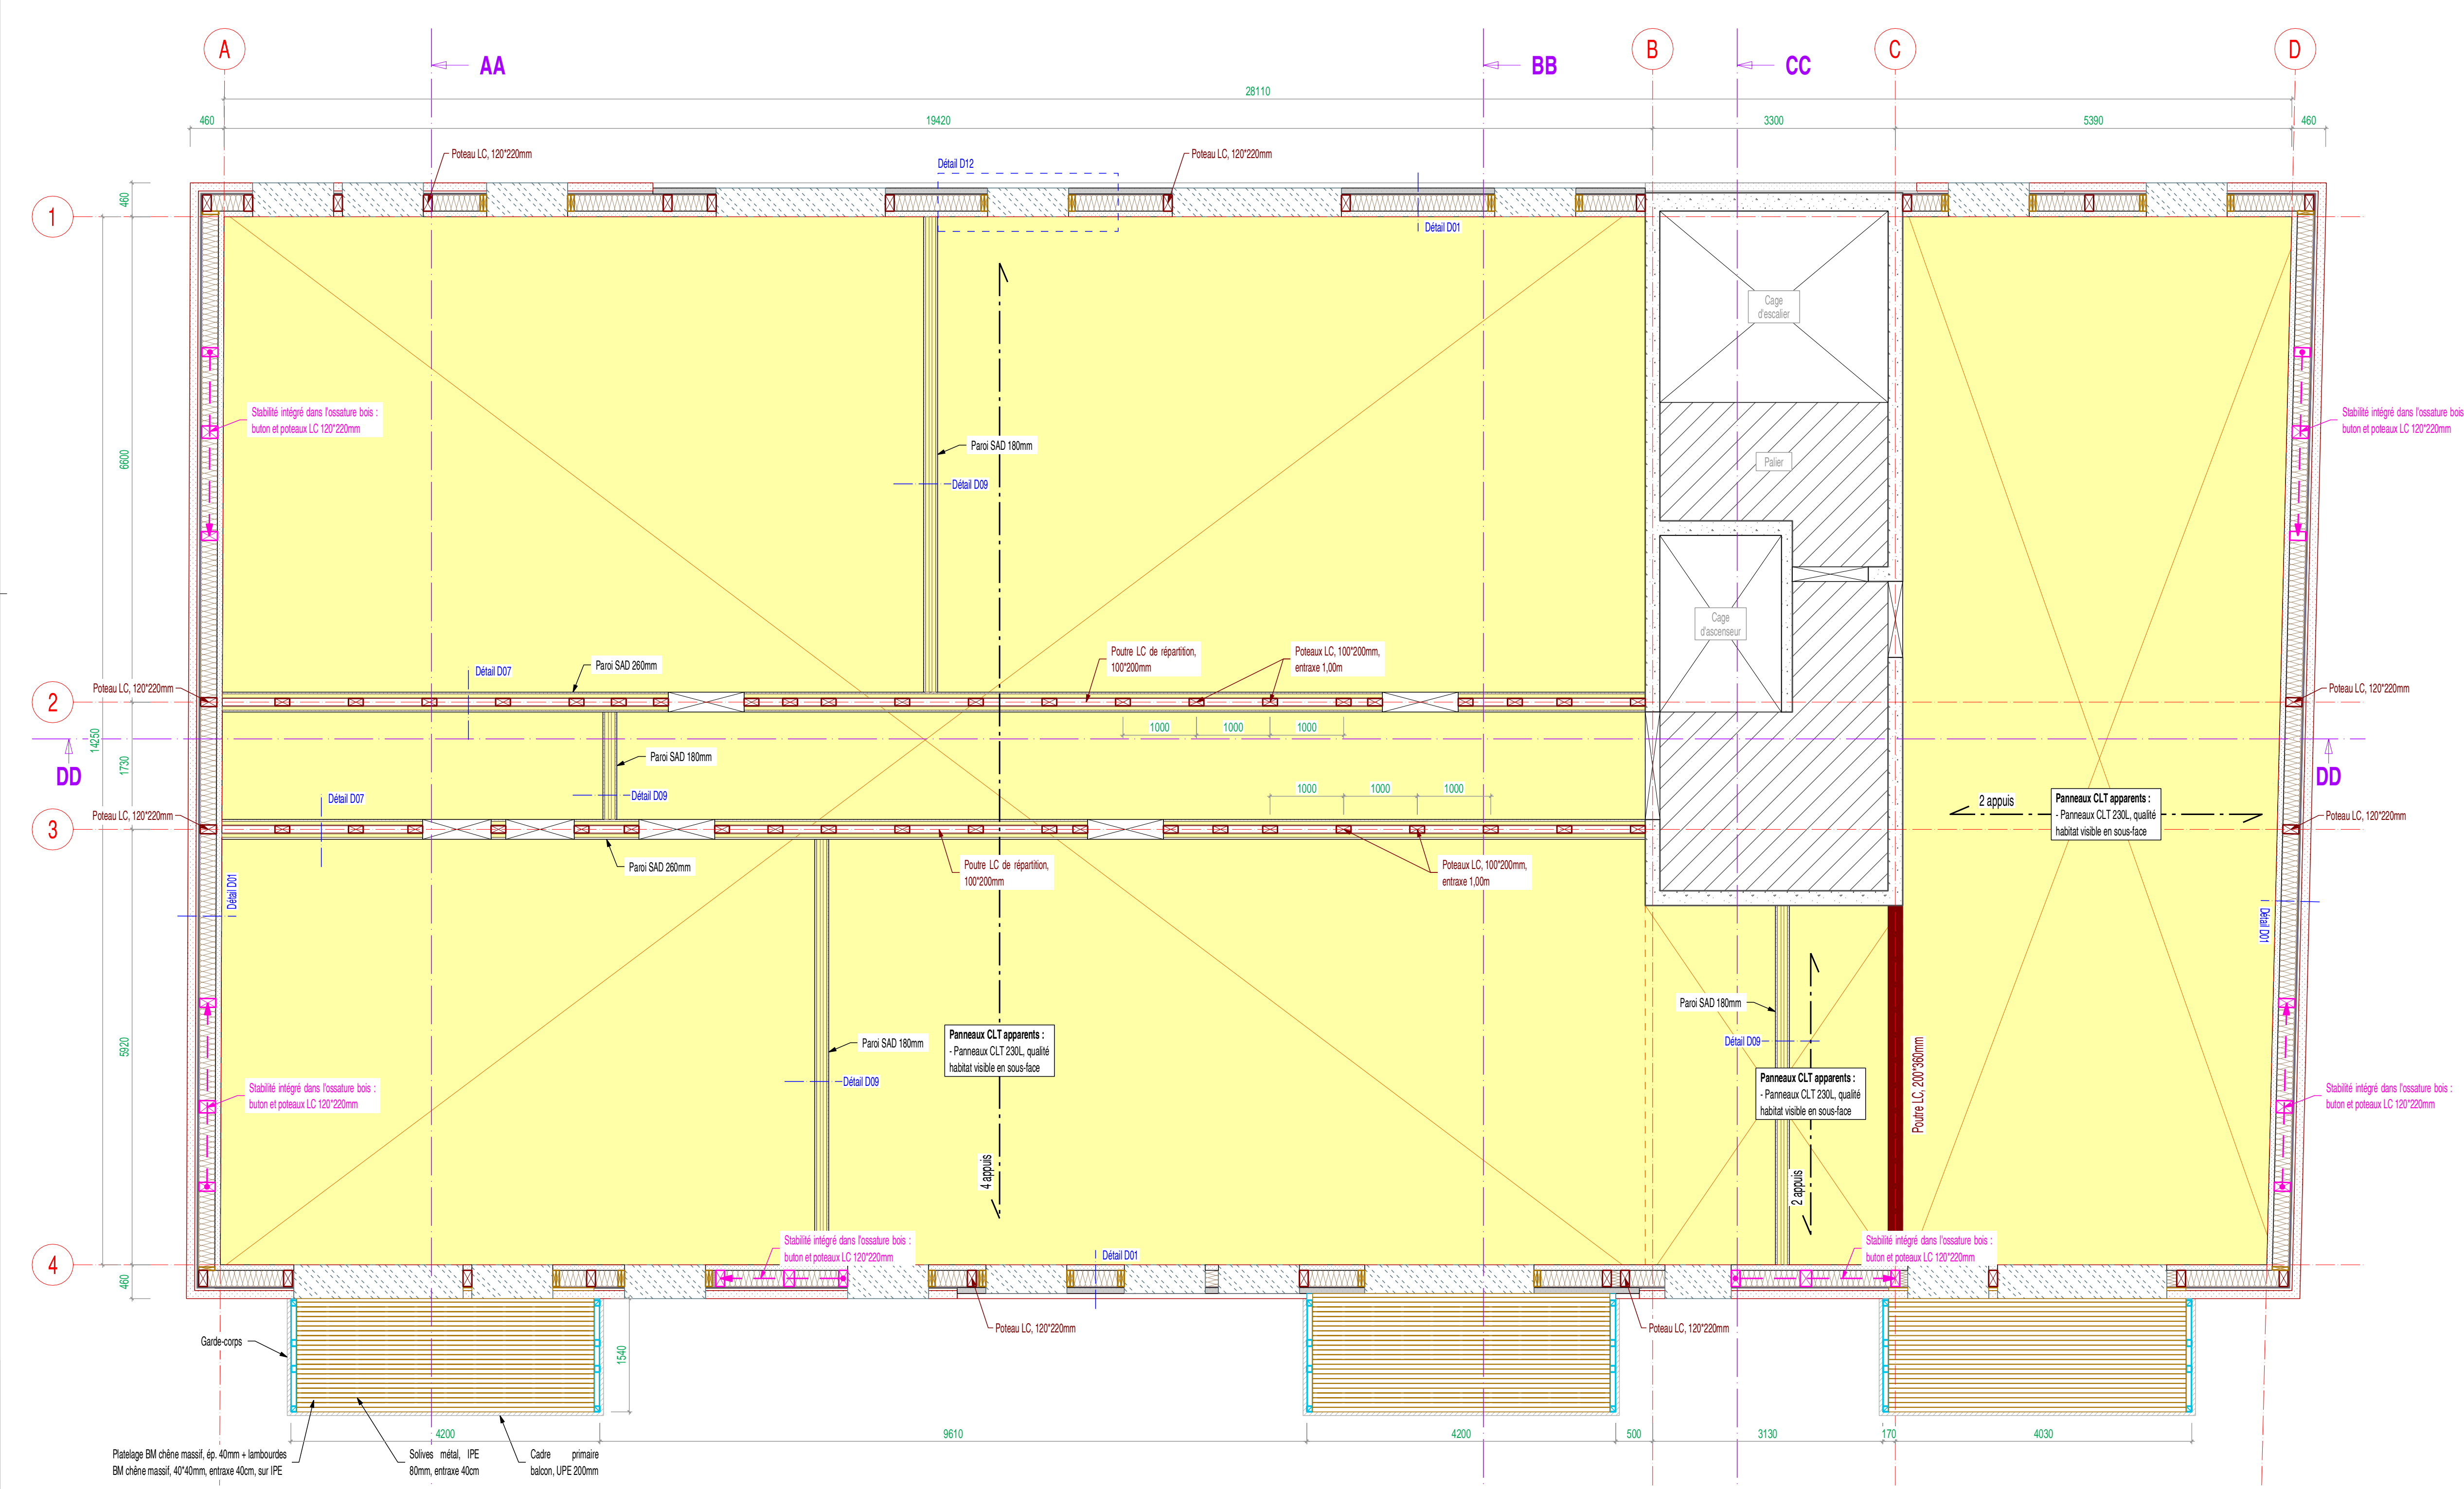 A
AA
BB
B
CC
C
D
28110
460
19420
3300
5390
460
Poteau LC, 120*220mm
Détail D12
Poteau LC, 120*220mm
460
1
Détail D01
Cage
d'escalier
Stabilité intégré dans l'ossature bois :
buton et poteaux LC 120*220mm
Stabilité intégré dans l'ossature bois
buton et poteaux LC 120*220mm
6600
Paroi SAD 180mm
Palier
Détail D09
Cage
d'ascenseur
Poutre LC de répartition,
100*200mm
Poteaux LC, 100*200mm,
entraxe 1,00m
Paroi SAD 260mm
Détail D07
Poteau LC, 120*220mm
Poteau LC, 120*220mm
2
1000
1000
1000
14250
1730
Paroi SAD 180mm
DD
DD
1000
1000
1000
Détail D07
Détail D09
2 appuis
Panneaux CLT apparents :
- Panneaux CLT 230L, qualité
habitat visible en sous-face
Poteau LC, 120*220mm
Poteau LC, 120*220mm
3
Paroi SAD 260mm
Poutre LC de répartition,
100*200mm
Poteaux LC, 100*200mm,
entraxe 1,00m
Détail D01
Détail D01
Paroi SAD 180mm
5920
Paroi SAD 180mm
Détail D09
Panneaux CLT apparents :
- Panneaux CLT 230L, qualité
habitat visible en sous-face
Détail D09
Panneaux CLT apparents :
- Panneaux CLT 230L, qualité
habitat visible en sous-face
Poutre LC, 200*360mm
Stabilité intégré dans l'ossature bois :
buton et poteaux LC 120*220mm
Stabilité intégré dans l'ossature bois :
buton et poteaux LC 120*220mm
4 appuis
2 appuis
Stabilité intégré dans l'ossature bois :
buton et poteaux LC 120*220mm
Détail D01
Stabilité intégré dans l'ossature bois :
buton et poteaux LC 120*220mm
4
460
Poteau LC, 120*220mm
Poteau LC, 120*220mm
Garde-corps
1540
4200
9610
4200
500
3130
170
4030
Platelage BM chêne massif, ép. 40mm + lambourdes
BM chêne massif, 40*40mm, entraxe 40cm, sur IPE
Solives métal, IPE
80mm, entraxe 40cm
Cadre primaire
balcon, UPE 200mm